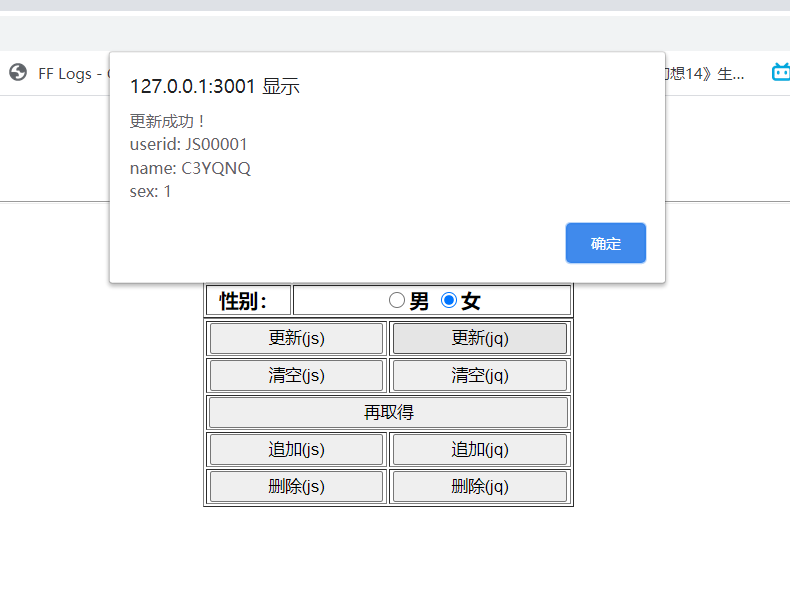 FF Logs -
想14》生...
127.0.0.1:3001 显示
更新成功！
userid: JS00001
name: C3YQNQ
sex: 1
确定
性别： 男 女
更新(js) 更新(jq)
清空(js) 清空(jq)
再取得
追加(js) 追加(jq)
删除(js) 删除(jq)